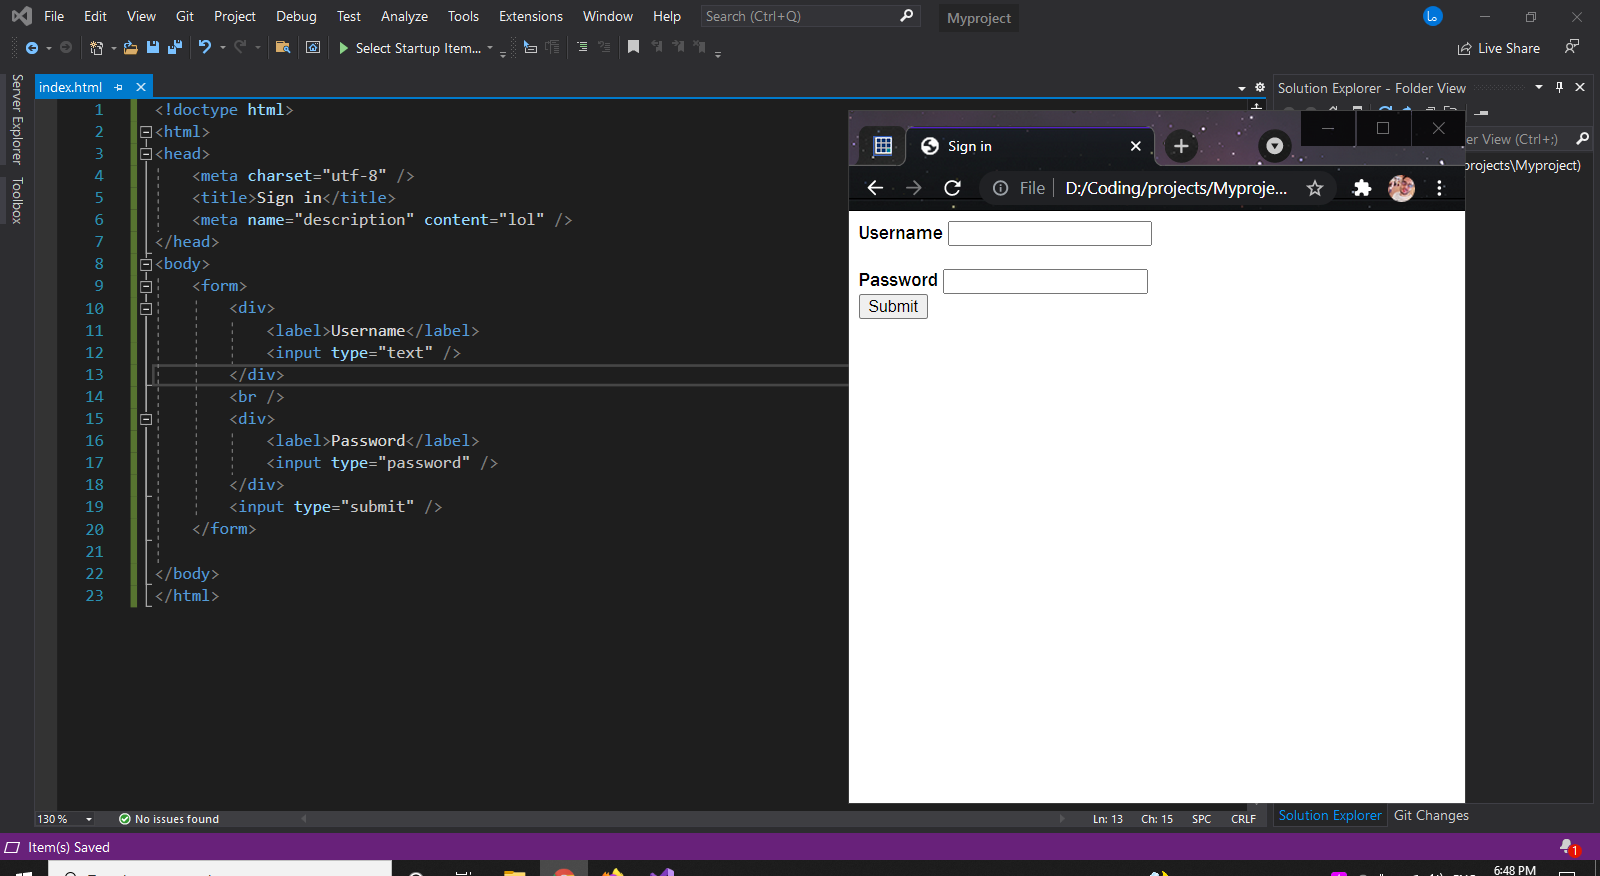 File Edit View Git Project Debug Test Analyze Tools Extensions Window Help Search (Ctrl+Q) Myproject
Select Startup Item... Live Share
Server Explorer
Toolbox
index.html
Solution Explorer - Folder View
er View (Ctrl+;)
projects\Myproject)
1 <!doctype html>
2 <html>
3 <head>
4 <meta charset="utf-8" />
5 <title>Sign in</title>
6 <meta name="description" content="lol" />
7 </head>
8 <body>
9 <form>
10 <div>
11 <label>Username</label>
12 <input type="text" />
13 </div>
14 <br />
15 <div>
16 <label>Password</label>
17 <input type="password" />
18 </div>
19 <input type="submit" />
20 </form>
21
22 </body>
23 </html>
Sign in
File D:/Coding/projects/Myproje...
Username
Password
Submit
130 % No issues found Ln: 13 Ch: 15 SPC CRLF
Solution Explorer Git Changes
Item(s) Saved
1
6:48 PM